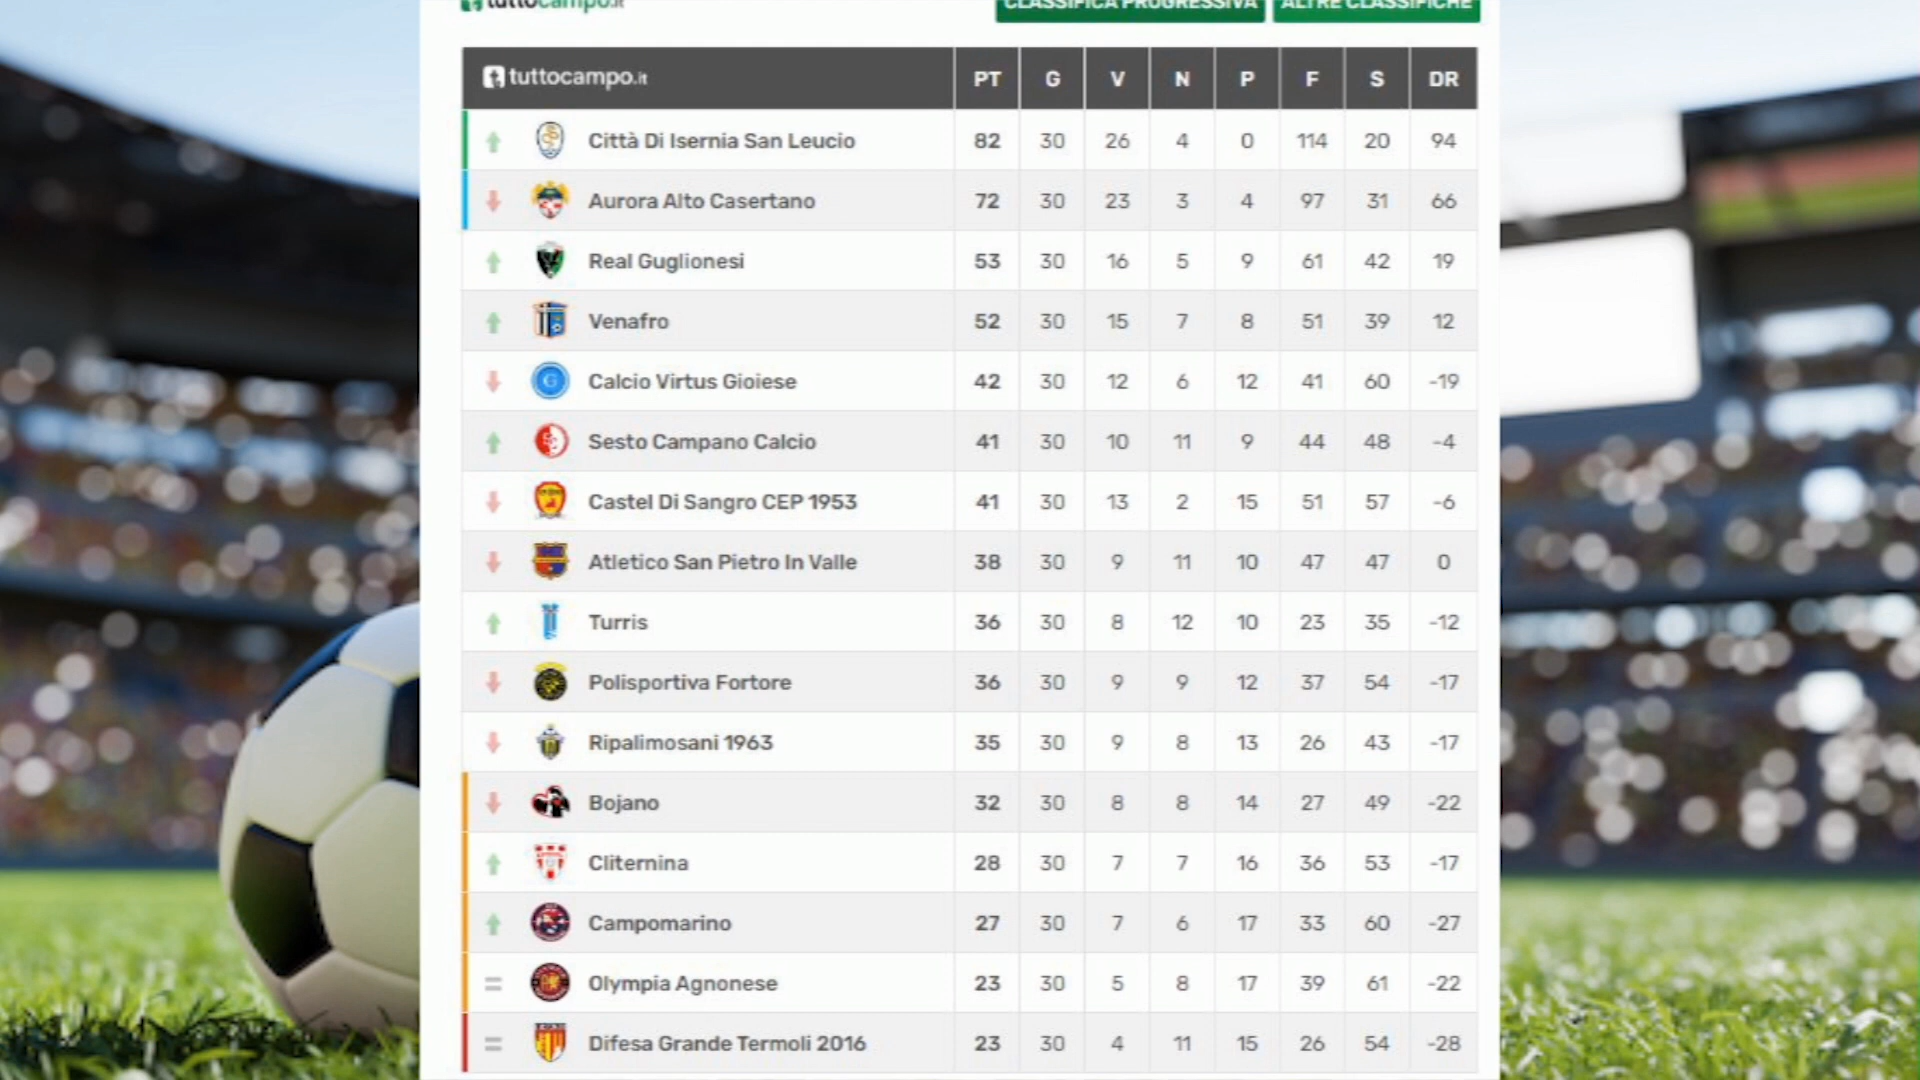 tuttocampo.it
CLASSIFICA PROGRESSIVA ALTRE CLASSIFICHE
tuttocampo.it PT G V N P F S DR
Città Di Isernia San Leucio 82 30 26 4 0 114 20 94
Aurora Alto Casertano 72 30 23 3 4 97 31 66
Real Guglionesi 53 30 16 5 9 61 42 19
Venafro 52 30 15 7 8 51 39 12
Calcio Virtus Gioiese 42 30 12 6 12 41 60 -19
Sesto Campano Calcio 41 30 10 11 9 44 48 -4
Castel Di Sangro CEP 1953 41 30 13 2 15 51 57 -6
Atletico San Pietro In Valle 38 30 9 11 10 47 47 0
Turris 36 30 8 12 10 23 35 -12
Polisportiva Fortore 36 30 9 9 12 37 54 -17
Ripalimosani 1963 35 30 9 8 13 26 43 -17
Bojano 32 30 8 8 14 27 49 -22
Cliternina 28 30 7 7 16 36 53 -17
Campomarino 27 30 7 6 17 33 60 -27
Olympia Agnonese 23 30 5 8 17 39 61 -22
Difesa Grande Termoli 2016 23 30 4 11 15 26 54 -28